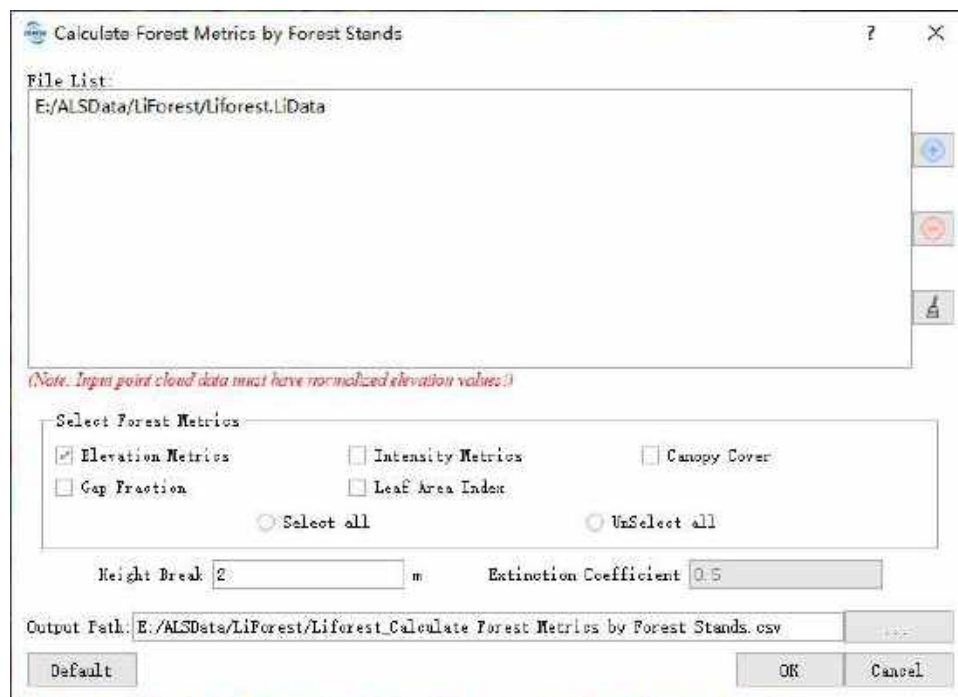 Calculate Forest Metrics by Forest Stands ?
File List:
E:/ALSData/LiForest/Liforest.LiData
(Note. Input point cloud data must have normalized elevation values!)
Select Forest Metrics
Elevation Metrics Intensity Metrics Canopy Cover
Gap Fraction Leaf Area Index
Select all UnSelect all
Height Break 2 m Extinction Coefficient 0.5
Output Path: E:/ALSData/LiForest/Liforest_Calculate Forest Metrics by Forest Stands.csv ...
Default OK Cancel